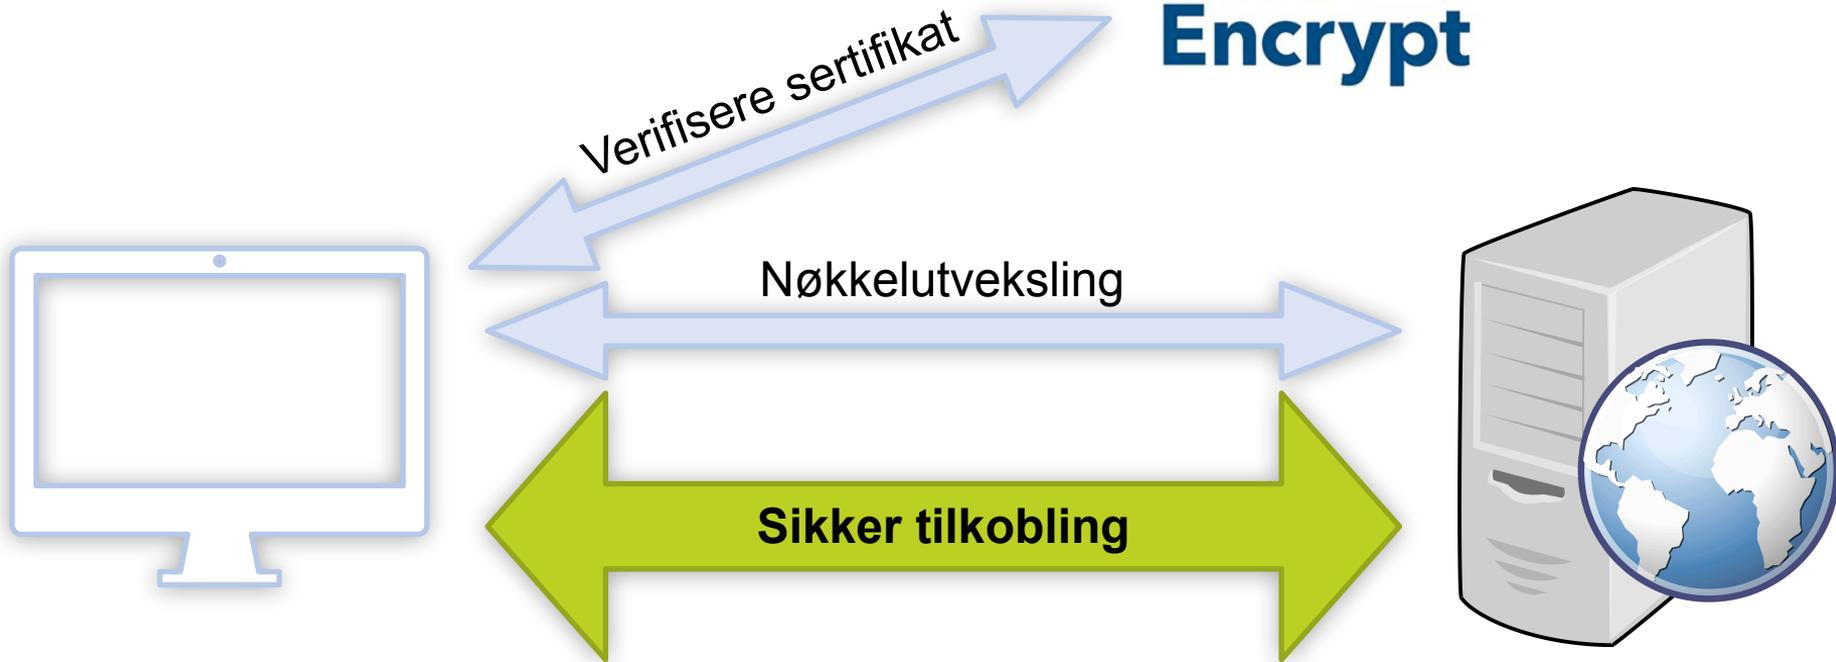 Encrypt
Verifisere sertifikat
Nøkkelutveksling
Sikker tilkobling